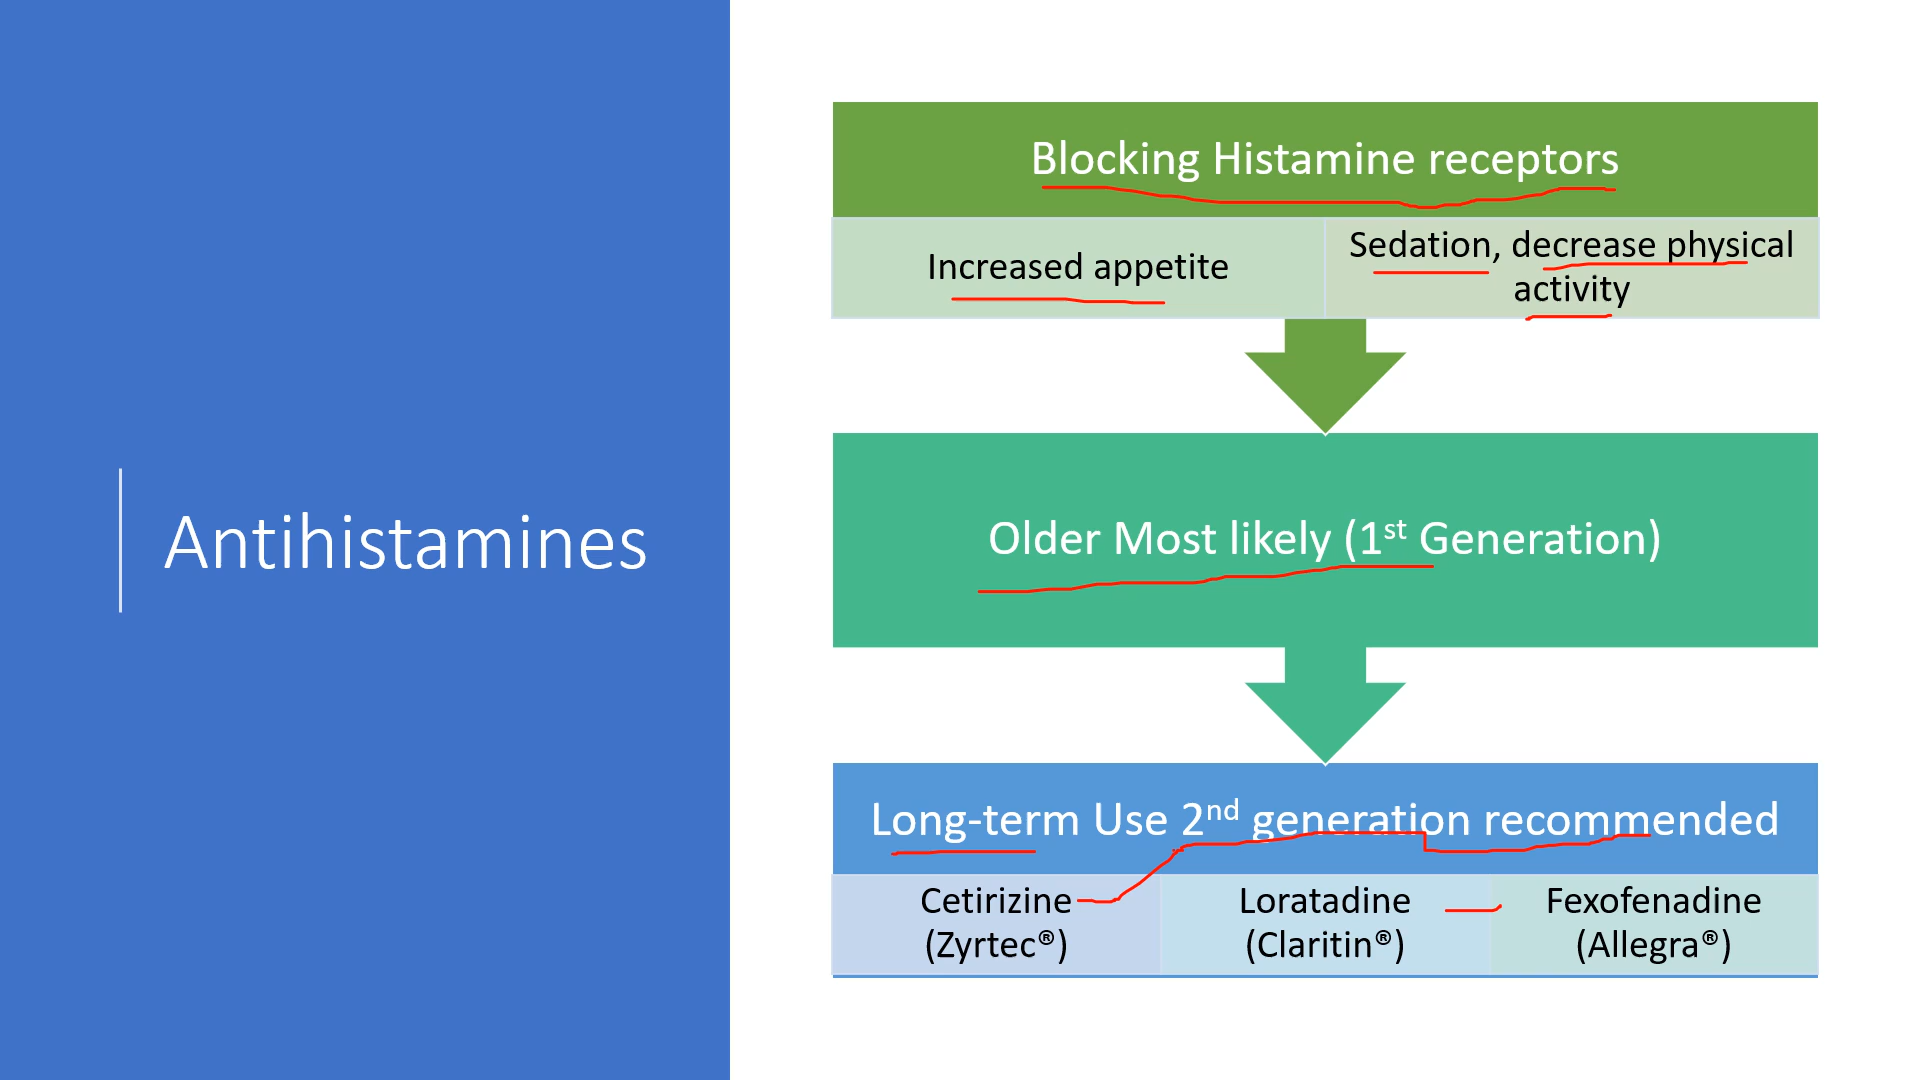 Antihistamines
Blocking Histamine receptors
Increased appetite
Sedation, decrease physical
activity
Older Most likely (1st Generation)
Long-term Use 2nd generation recommended
Cetirizine
(Zyrtec®)
Loratadine
(Claritin®)
Fexofenadine
(Allegra®)